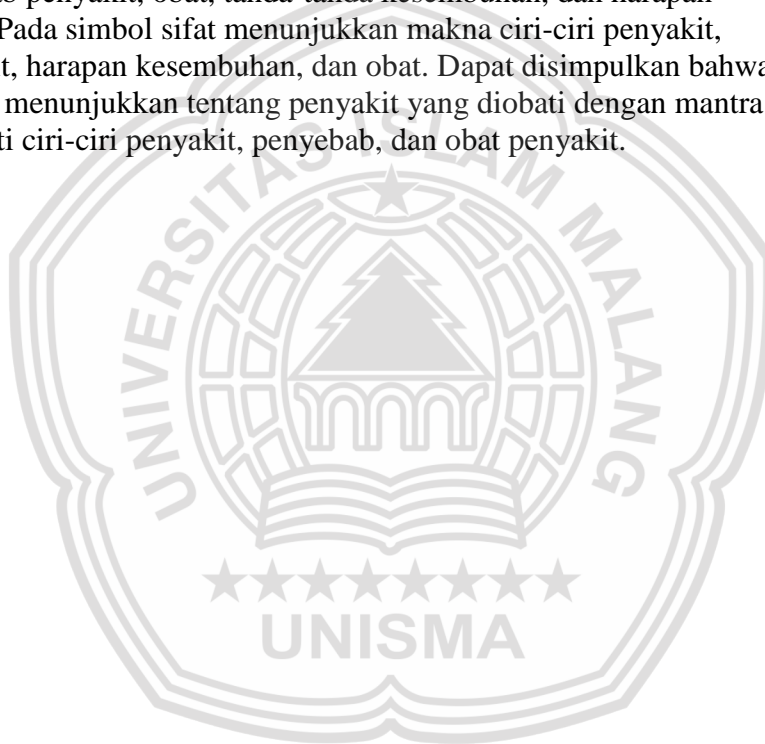 penyakit, obat, tanda-tanda kesembuhan, dan harapan
Pada simbol sifat menunjukkan makna ciri-ciri penyakit,
harapan kesembuhan, dan obat. Dapat disimpulkan bahwa
menunjukkan tentang penyakit yang diobati dengan mantra
ciri-ciri penyakit, penyebab, dan obat penyakit.
UNIVERSITAS ISLAM MALANG
UNISMA